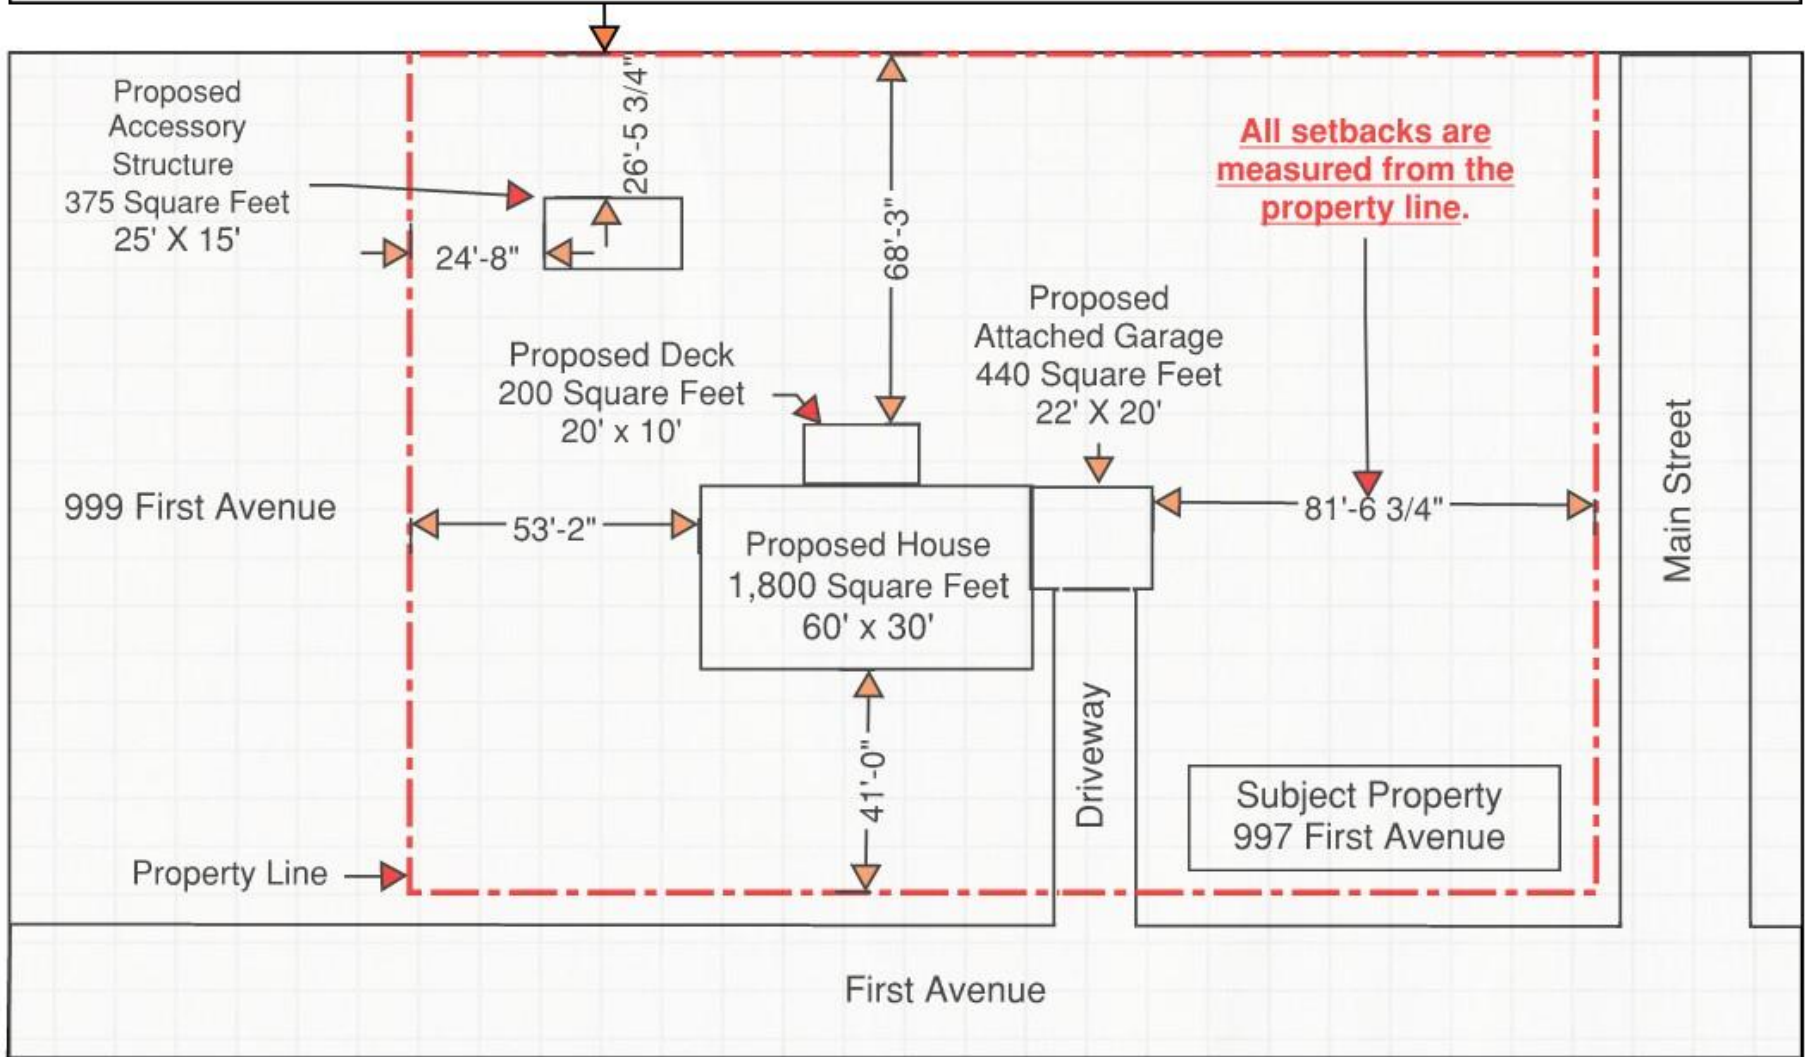 Proposed
Accessory
Structure
375 Square Feet
25' X 15'
26'-5 3/4"
24'-8"
68'-3"
All setbacks are
measured from the
property line.
Proposed
Attached Garage
440 Square Feet
22' X 20'
Proposed Deck
200 Square Feet
20' x 10'
999 First Avenue
53'-2"
81'-6 3/4"
Main Street
Proposed House
1,800 Square Feet
60' x 30'
41'-0"
Driveway
Subject Property
997 First Avenue
Property Line
First Avenue